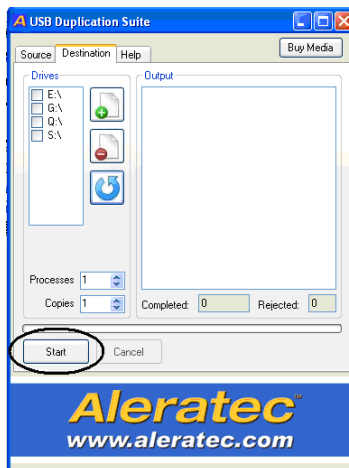 A USB Duplication Suite
Buy Media
Source Destination Help
Drives
Output
E:\
G:\
Q:\
S:\
Processes 1
Copies 1
Completed: 0 Rejected: 0
Start Cancel
Aleratec
www.aleratec.com